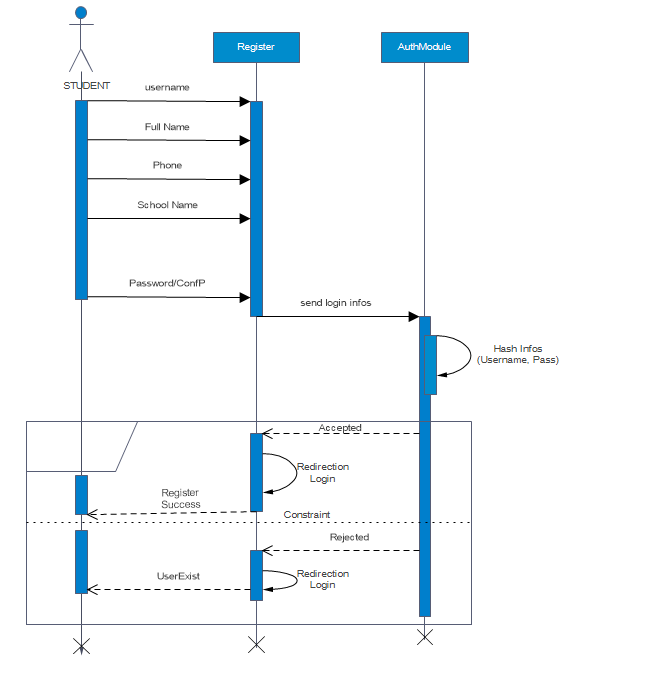 Register
AuthModule
STUDENT
username
Full Name
Phone
School Name
Password/ConfP
send login infos
Hash Infos
(Username, Pass)
Accepted
Redirection
Login
Register
Success
Constraint
Rejected
UserExist
Redirection
Login